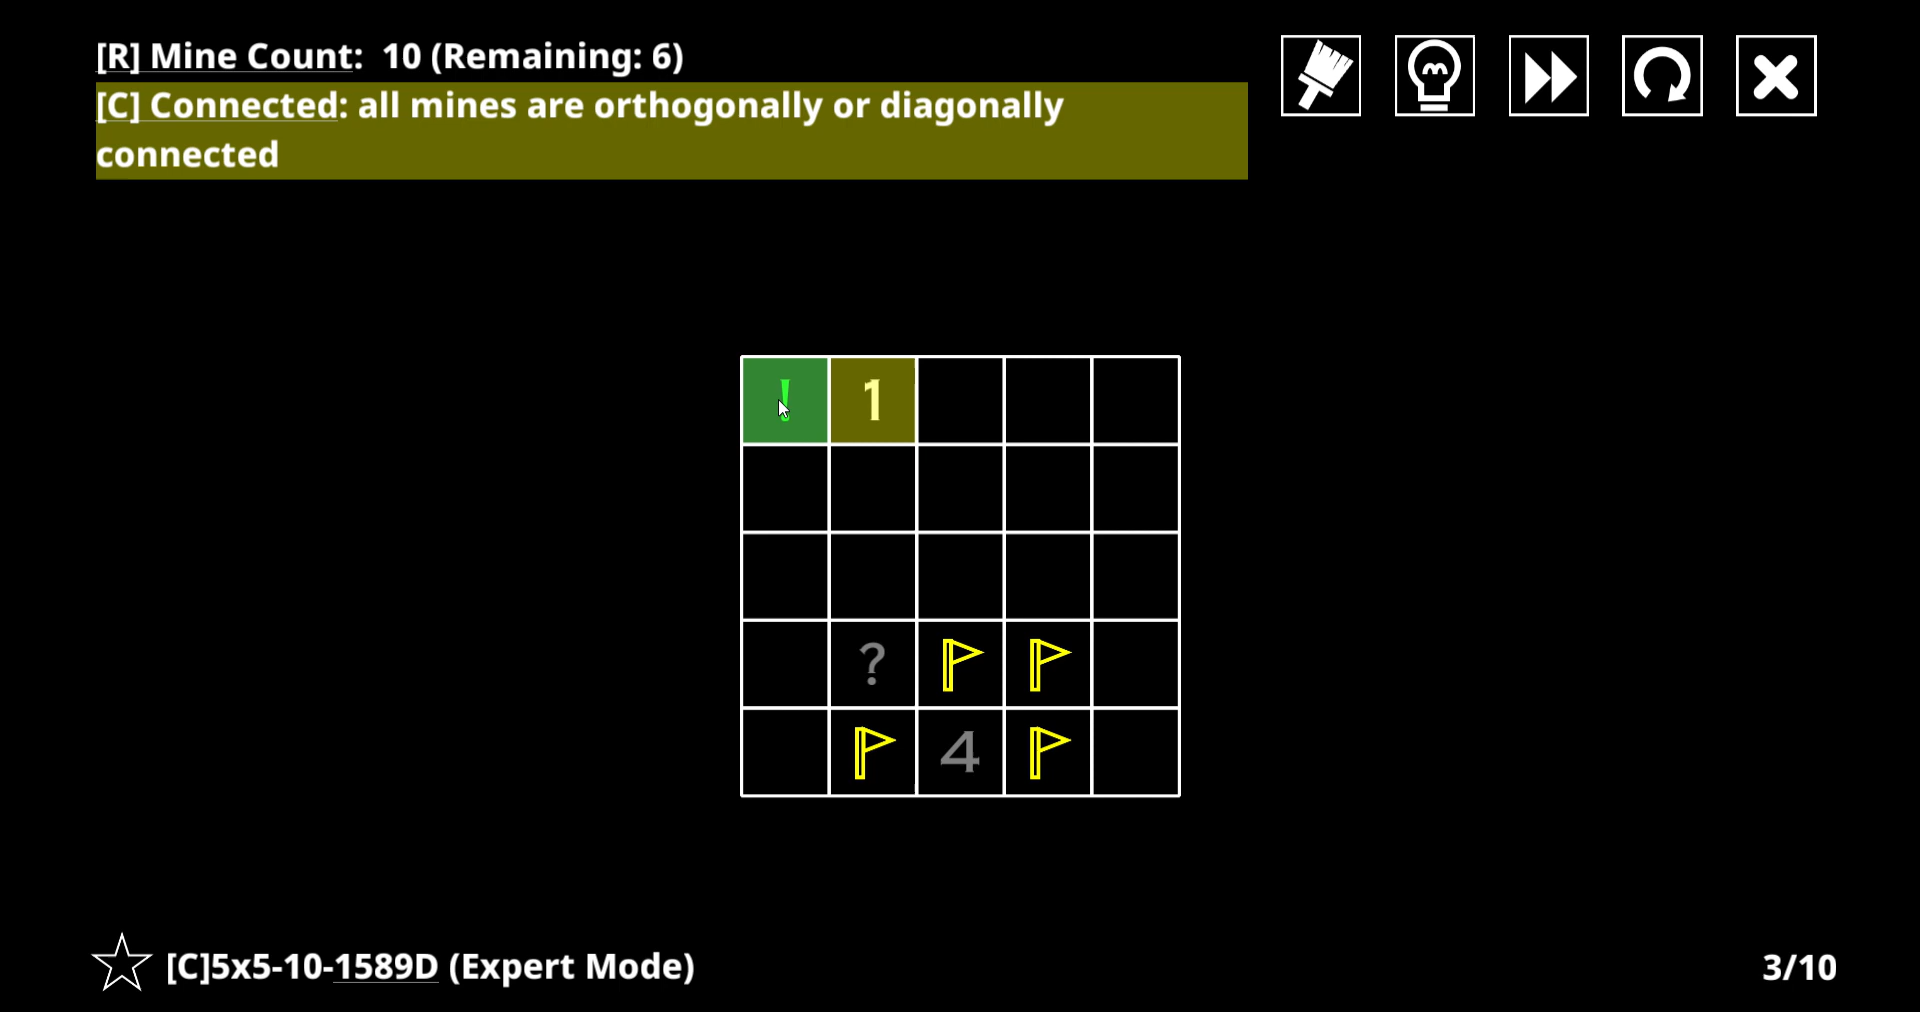 [R] Mine Count: 10 (Remaining: 6)
[C] Connected: all mines are orthogonally or diagonally
connected
! 1
?
4
[C]5x5-10-1589D (Expert Mode)
3/10